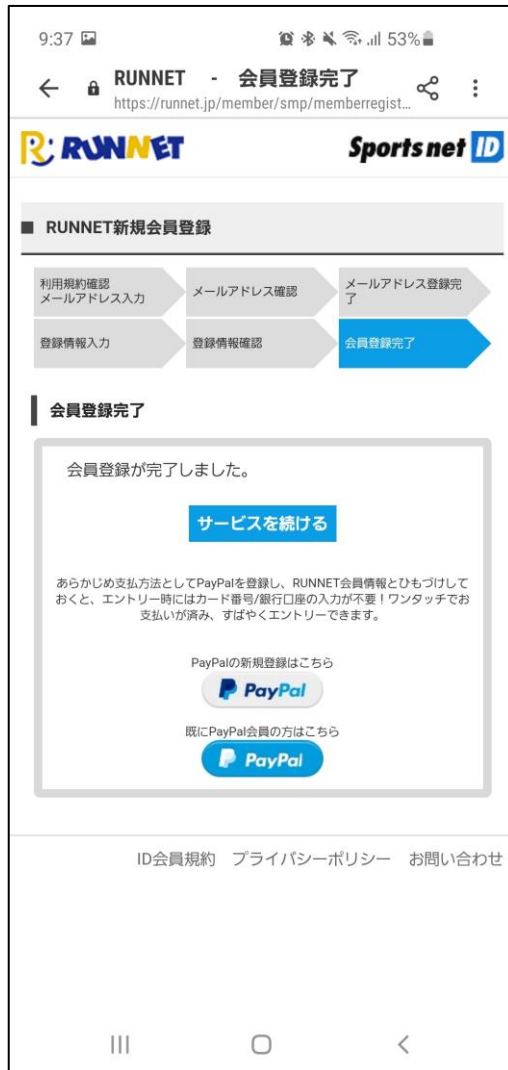 9:37 53%
RUNNET - 会員登録完了
https://runnet.jp/member/smp/memberregist...
RUNNET Sports net ID
RUNNET新規会員登録
利用規約確認
メールアドレス入力
メールアドレス確認
メールアドレス登録完
了
登録情報入力
登録情報確認
会員登録完了
会員登録完了
会員登録が完了しました。
サービスを続ける
あらかじめ支払方法としてPayPalを登録し、RUNNET会員情報とひもづけして
おくと、エントリー時にはカード番号/銀行口座の入力が不要！ワンタッチでお
支払いが済み、すばやくエントリーできます。
PayPalの新規登録はこちら
PayPal
既にPayPal会員の方はこちら
PayPal
ID会員規約 プライバシーポリシー お問い合わせ